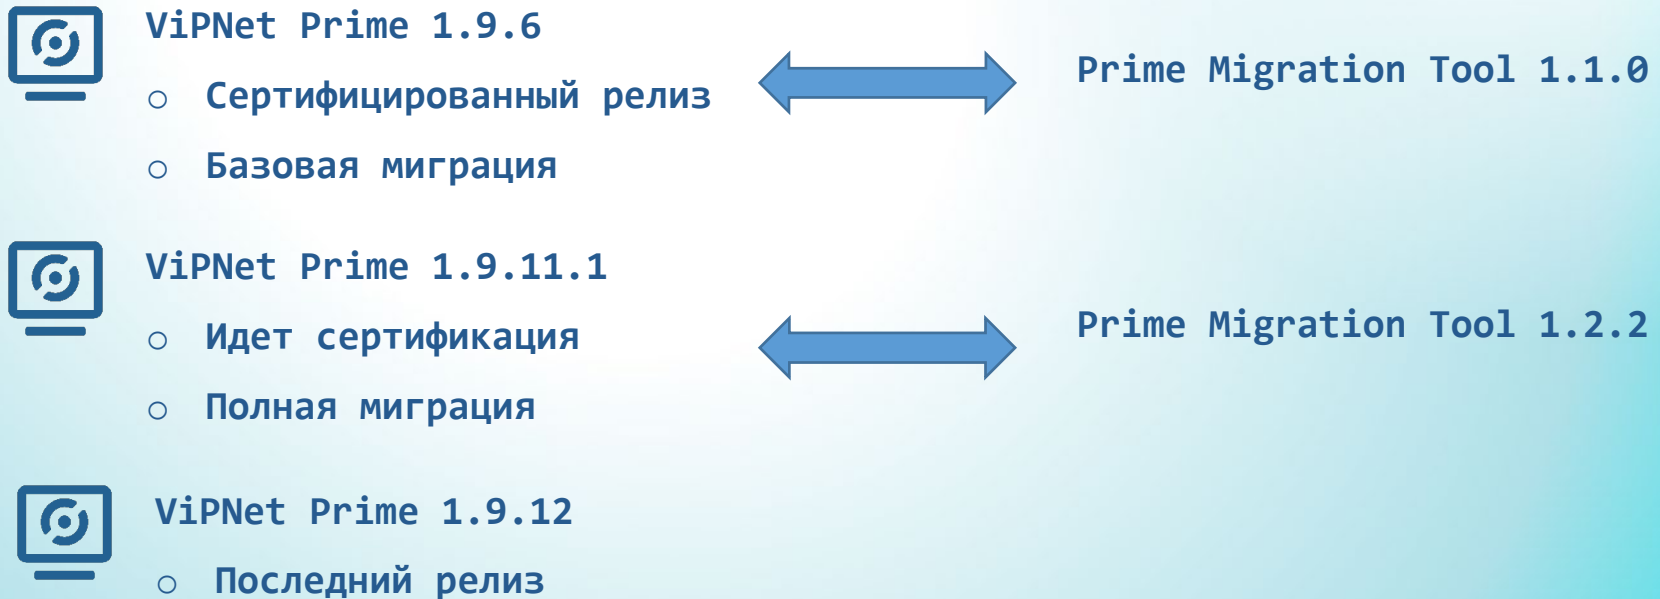 ViPNet Prime 1.9.6
○ Сертифицированный релиз
○ Базовая миграция
Prime Migration Tool 1.1.0
ViPNet Prime 1.9.11.1
○ Идет сертификация
○ Полная миграция
Prime Migration Tool 1.2.2
ViPNet Prime 1.9.12
○ Последний релиз